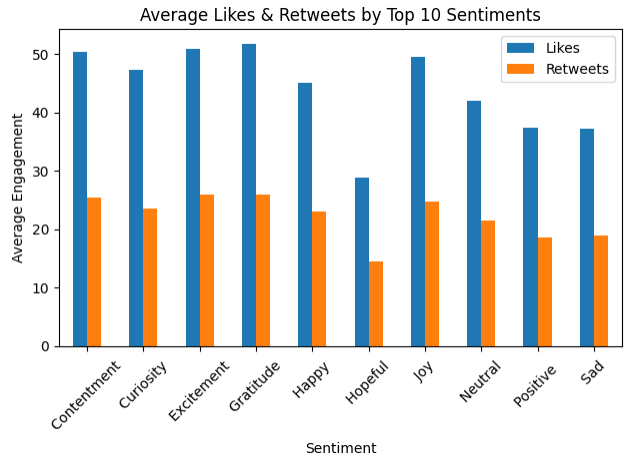 Average Likes & Retweets by Top 10 Sentiments
Likes
Retweets
Average Engagement
50
40
30
20
10
0
Contentment
Curiosity
Excitement
Gratitude
Happy
Hopeful
Joy
Neutral
Positive
Sad
Sentiment